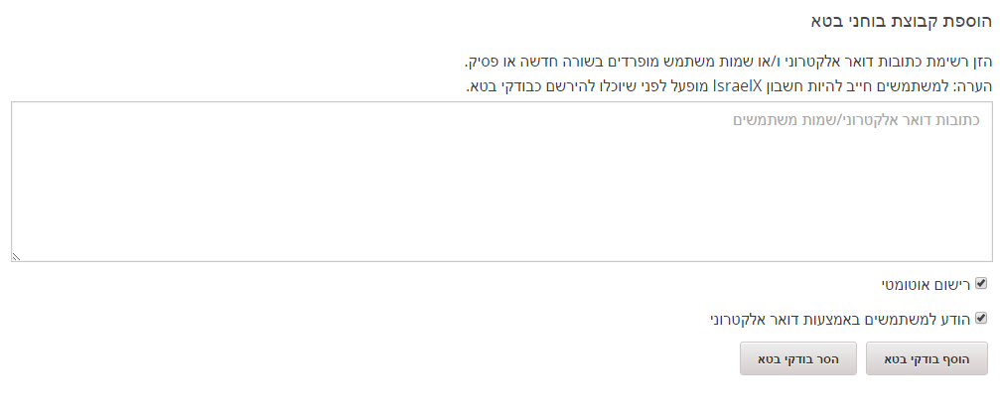 הוספת קבוצת בוחני בטא
הזן רשימת כתובות דואר אלקטרוני ו/או שמות משתמש מופרדים בשורה חדשה או פסיק.
הערה: למשתמשים חייב להיות חשבון IsraelX מופעל לפני שיוכלו להירשם כבודקי בטא.
כתובות דואר אלקטרוני/שמות משתמשים
רישום אוטומטי
הודע למשתמשים באמצעות דואר אלקטרוני
הוסף בודקי בטא
הסר בודקי בטא